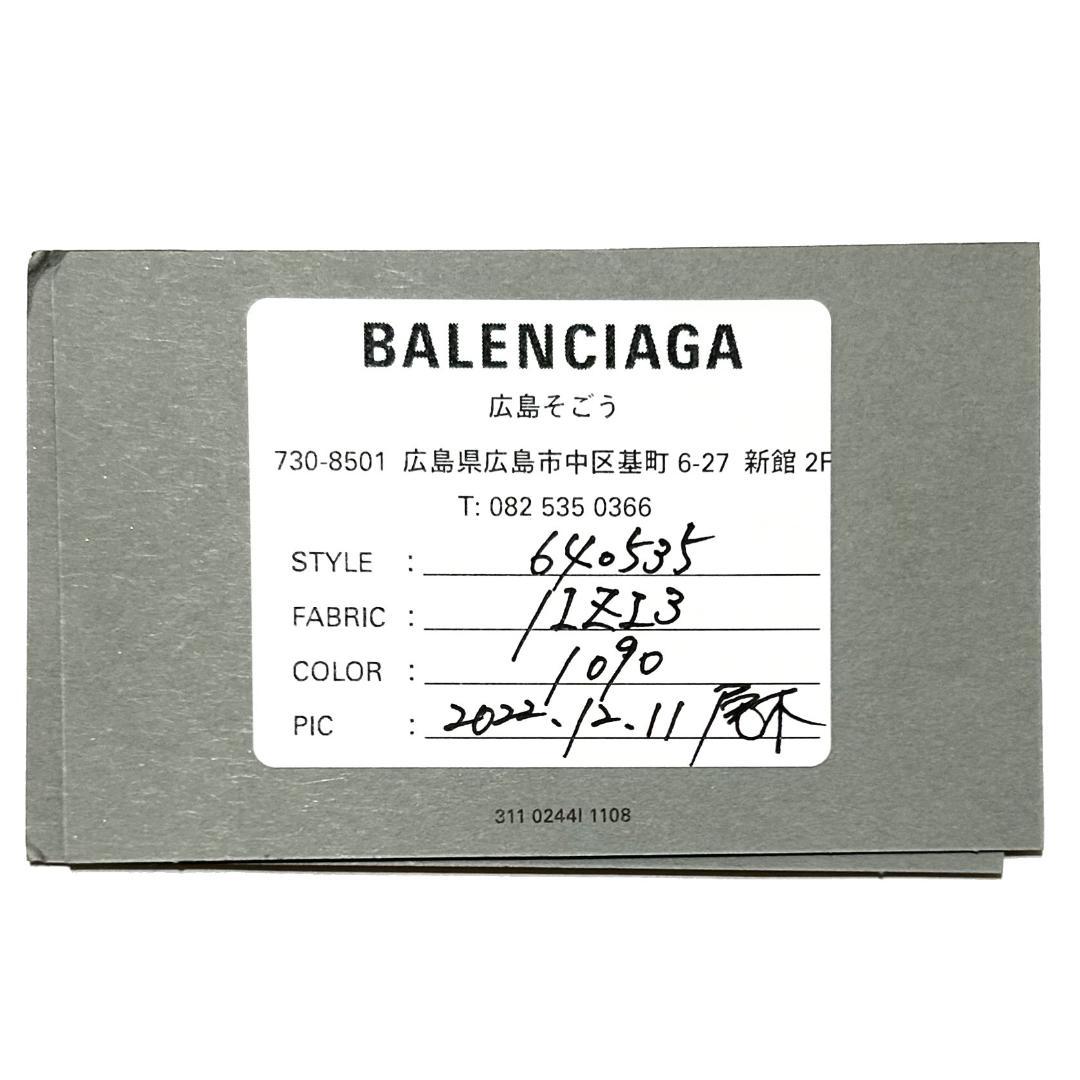 BALENCIAGA
広島そごう
730-8501 広島県広島市中区基町 6-27 新館 2F
T: 082 535 0366
STYLE : 640535
FABRIC : 1IZI3
COLOR : 1090
PIC : 2022.12.11
311 0244I 1108